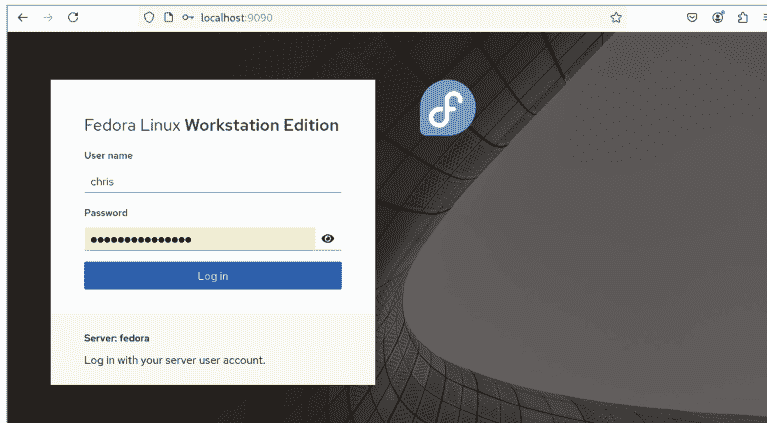 localhost:9090
Fedora Linux Workstation Edition
User name
chris
Password
Log in
Server: fedora
Log in with your server user account.